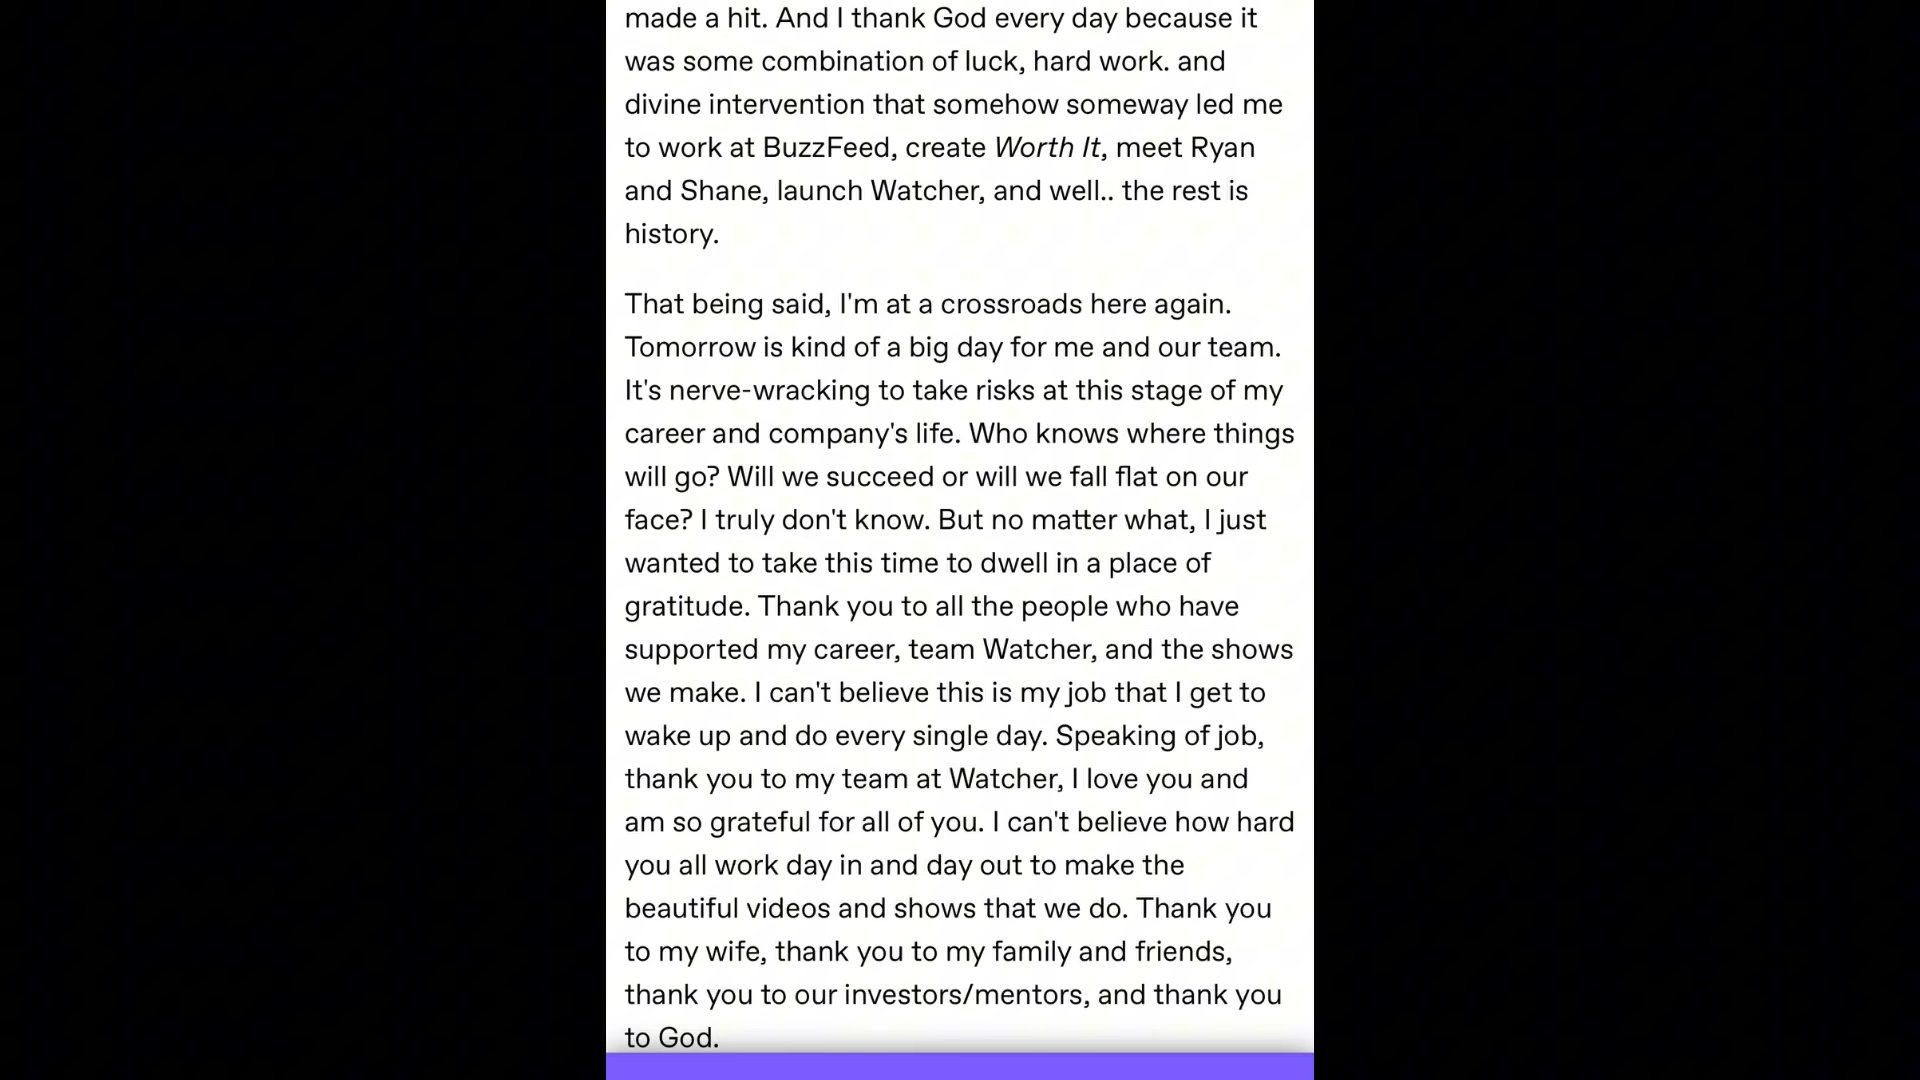 made a hit. And I thank God every day because it
was some combination of luck, hard work. and
divine intervention that somehow someway led me
to work at BuzzFeed, create Worth It, meet Ryan
and Shane, launch Watcher, and well.. the rest is
history.
That being said, I'm at a crossroads here again.
Tomorrow is kind of a big day for me and our team.
It's nerve-wracking to take risks at this stage of my
career and company's life. Who knows where things
will go? Will we succeed or will we fall flat on our
face? I truly don't know. But no matter what, I just
wanted to take this time to dwell in a place of
gratitude. Thank you to all the people who have
supported my career, team Watcher, and the shows
we make. I can't believe this is my job that I get to
wake up and do every single day. Speaking of job,
thank you to my team at Watcher, I love you and
am so grateful for all of you. I can't believe how hard
you all work day in and day out to make the
beautiful videos and shows that we do. Thank you
to my wife, thank you to my family and friends,
thank you to our investors/mentors, and thank you
to God.